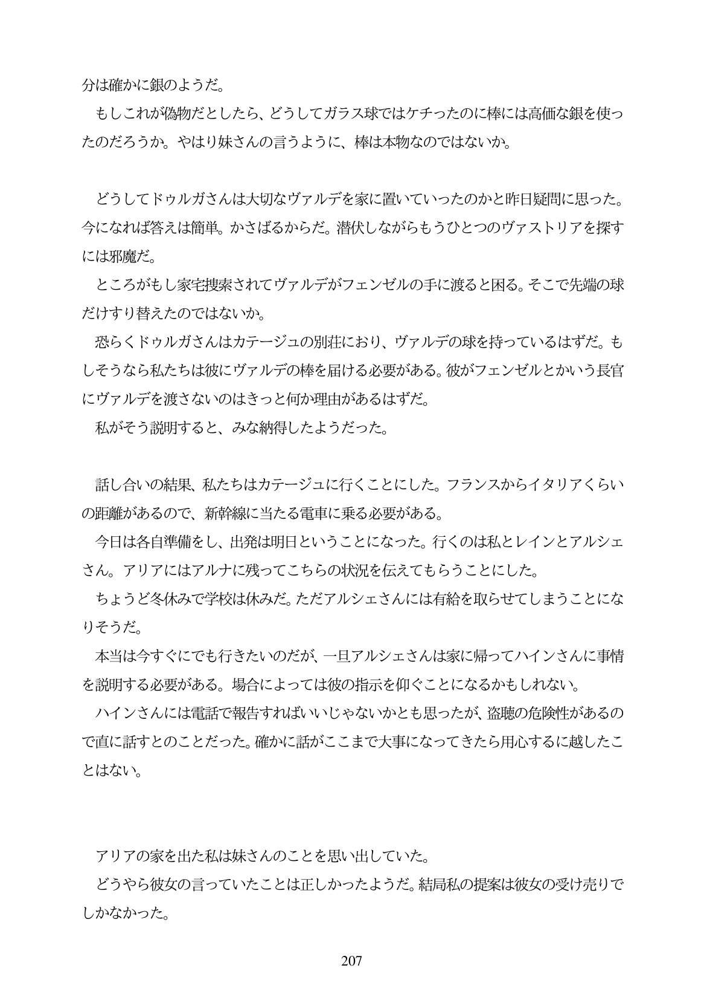 分は確かに銀のようだ。
もしこれが偽物だとしたら、どうしてガラス球ではケチったのに棒には高価な銀を使っ
たのだろうか。やはり妹さんの言うように、棒は本物なのではないか。
どうしてドゥルガさんは大切なヴァルデを家に置いていったのかと昨日疑問に思った。
今になれば答えは簡単。かさばるからだ。潜伏しながらもうひとつのヴァストリアを探す
には邪魔だ。
ところがもし家宅捜索されてヴァルデがフェンゼルの手に渡ると困る。そこで先端の球
だけすり替えたのではないか。
恐らくドゥルガさんはカテージュの別荘におり、ヴァルデの球を持っているはずだ。も
しそうなら私たちは彼にヴァルデの棒を届ける必要がある。彼がフェンゼルとかいう長官
にヴァルデを渡さないのはきっと何か理由があるはずだ。
私がそう説明すると、みな納得したようだった。
話し合いの結果、私たちはカテージュに行くことにした。フランスからイタリアくらい
の距離があるので、新幹線に当たる電車に乗る必要がある。
今日は各自準備をし、出発は明日ということになった。行くのは私とレインとアルシェ
さん。アリアにはアルナに残ってこちらの状況を伝えてもらうことにした。
ちょうど冬休みで学校は休みだ。ただアルシェさんには有給を取らせてしまうことにな
りそうだ。
本当は今すぐにでも行きたいのだが、一旦アルシェさんは家に帰ってハインさんに事情
を説明する必要がある。場合によっては彼の指示を仰ぐことになるかもしれない。
ハインさんには電話で報告すればいいじゃないかとも思ったが、盗聴の危険性があるの
で直に話すとのことだった。確かに話がここまで大事になってきたら用心するに越したこ
とはない。
アリアの家を出た私は妹さんのことを思い出していた。
どうやら彼女の言っていたことは正しかったようだ。結局私の提案は彼女の受け売りで
しかなかった。
207